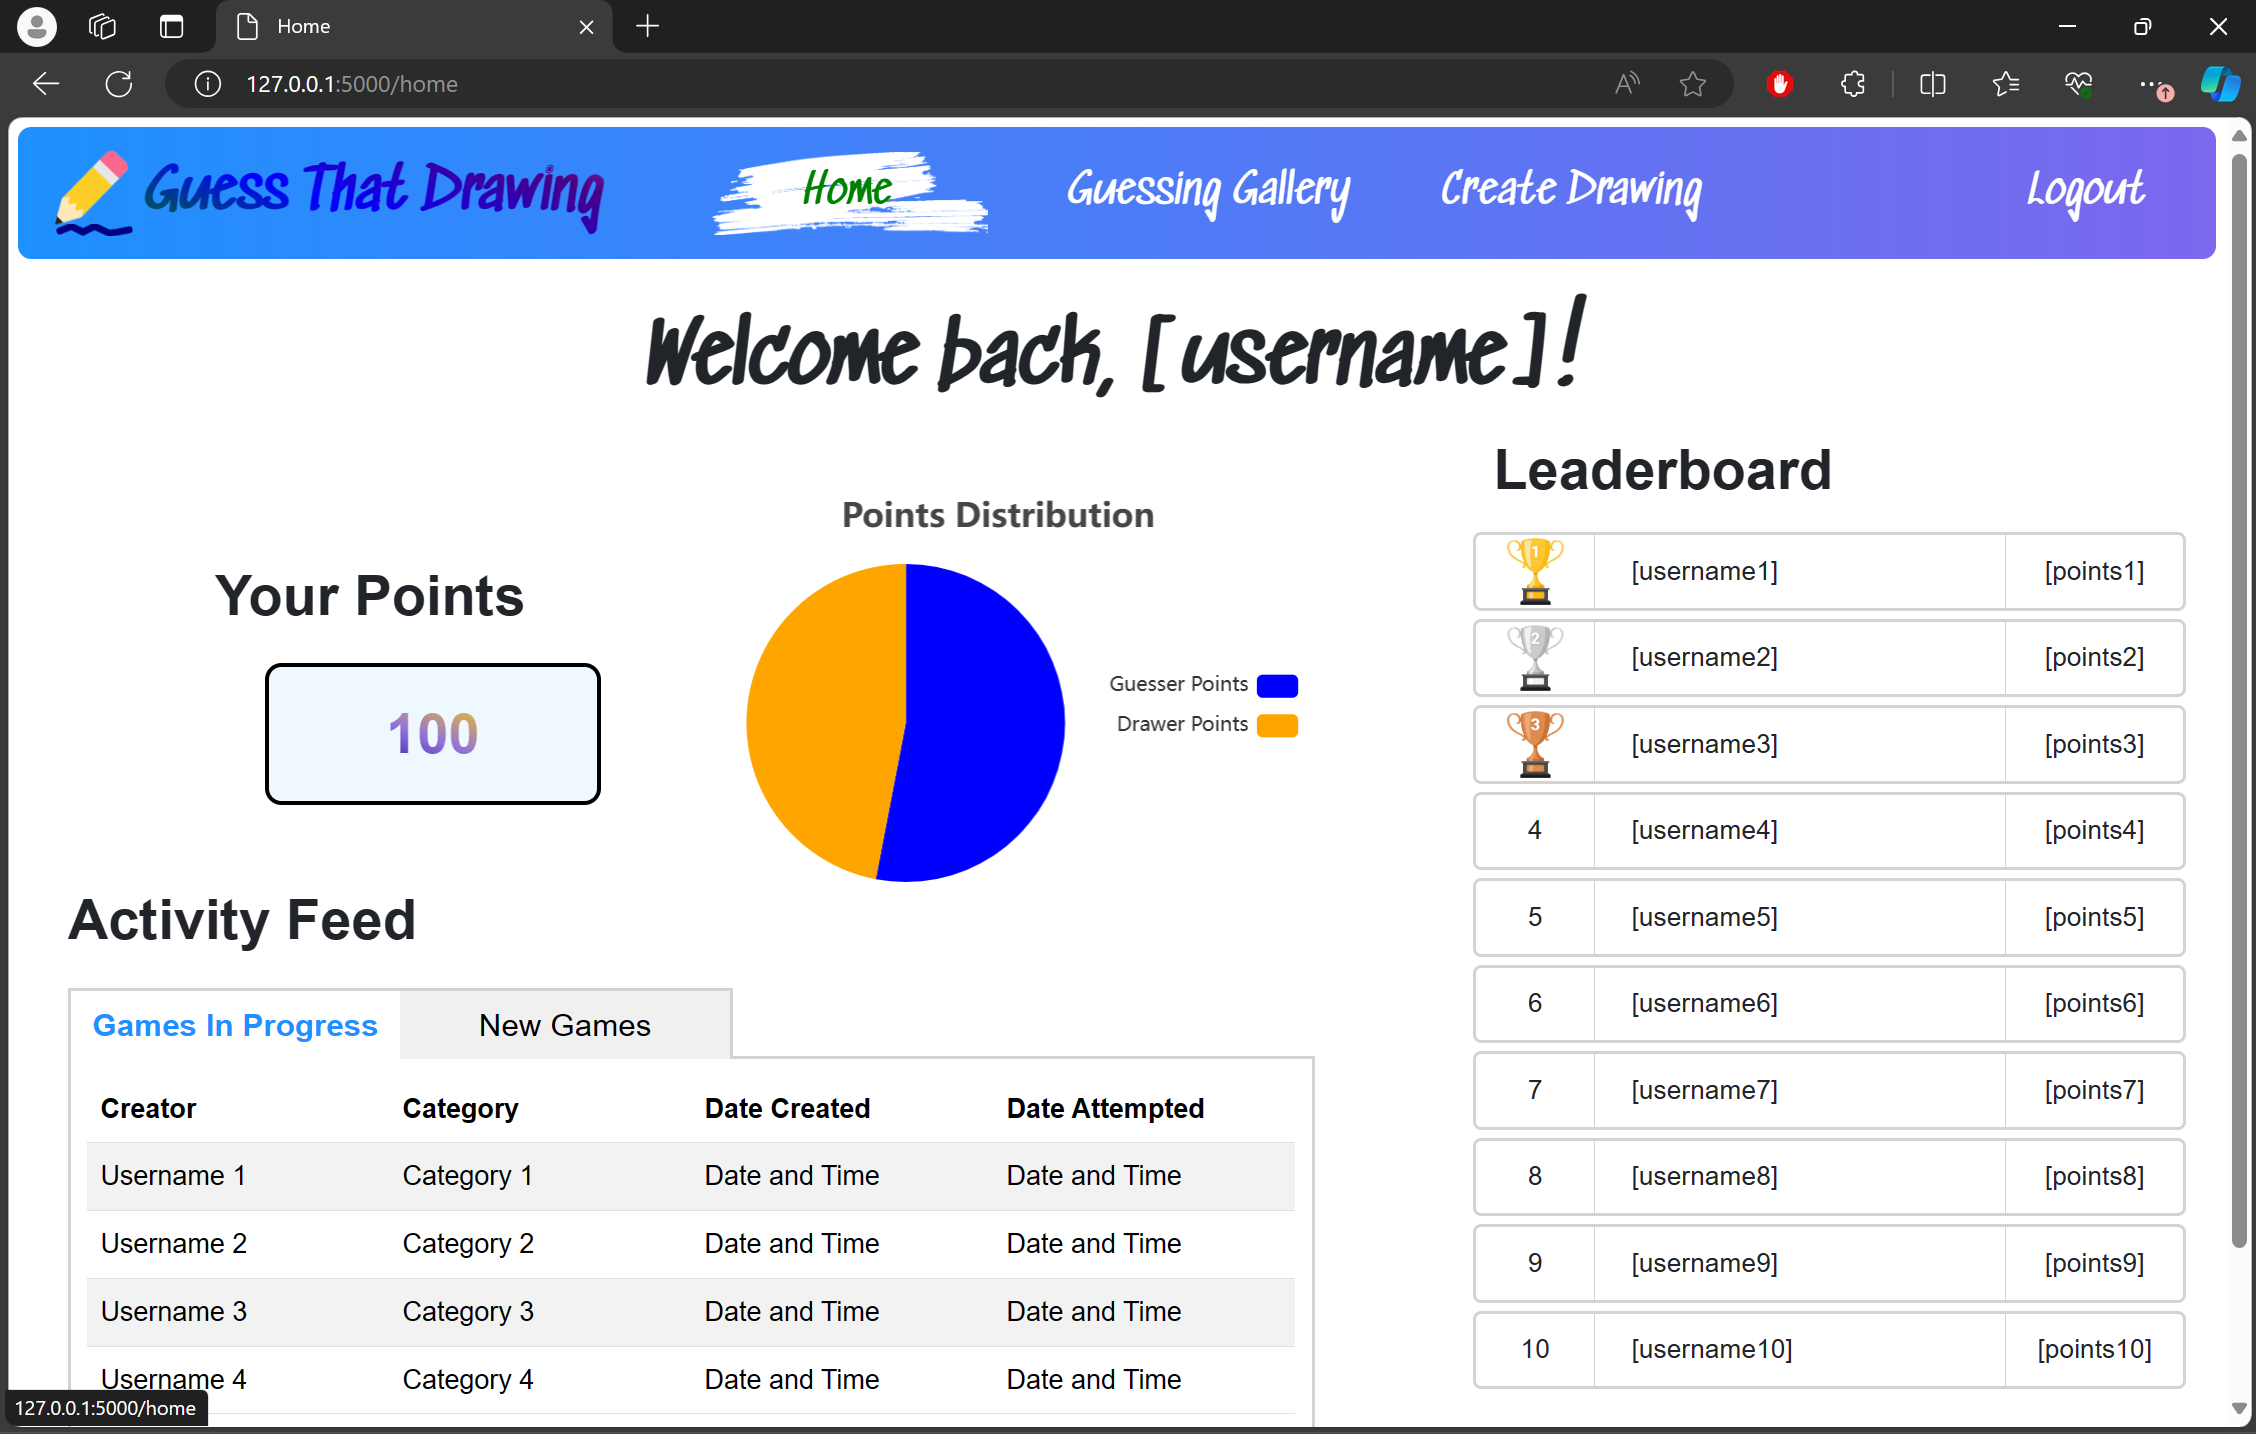 Home
127.0.0.1:5000/home
Guess That Drawing
Home
Guessing Gallery
Create Drawing
Logout
Welcome back, [username]!
Your Points
100
Points Distribution
Guesser Points
Drawer Points
Leaderboard
1 [username1] [points1]
2 [username2] [points2]
3 [username3] [points3]
4 [username4] [points4]
5 [username5] [points5]
6 [username6] [points6]
7 [username7] [points7]
8 [username8] [points8]
9 [username9] [points9]
10 [username10] [points10]
Activity Feed
Games In Progress New Games
Creator Category Date Created Date Attempted
Username 1 Category 1 Date and Time Date and Time
Username 2 Category 2 Date and Time Date and Time
Username 3 Category 3 Date and Time Date and Time
Username 4 Category 4 Date and Time Date and Time
127.0.0.1:5000/home